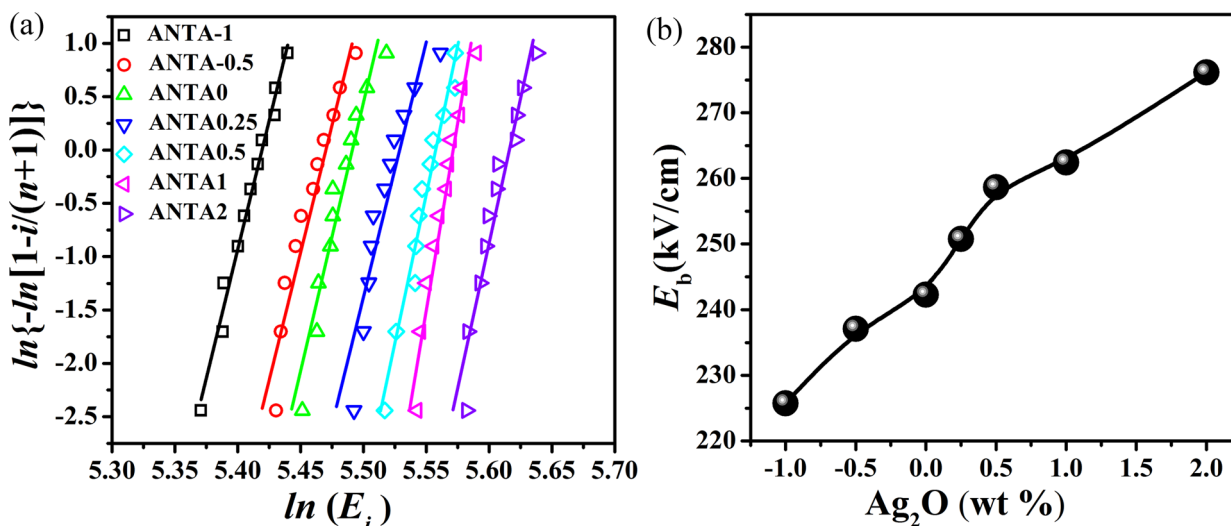 (a)
ln{-ln[1-i/(n+1)]}
1.0
0.5
0.0
-0.5
-1.0
-1.5
-2.0
-2.5
ANTA-1
ANTA-0.5
ANTA0
ANTA0.25
ANTA0.5
ANTA1
ANTA2
5.30 5.35 5.40 5.45 5.50 5.55 5.60 5.65 5.70
ln (Eᵢ)
(b)
E_b(kV/cm)
280
270
260
250
240
230
220
-1.0 -0.5 0.0 0.5 1.0 1.5 2.0
Ag₂O (wt %)